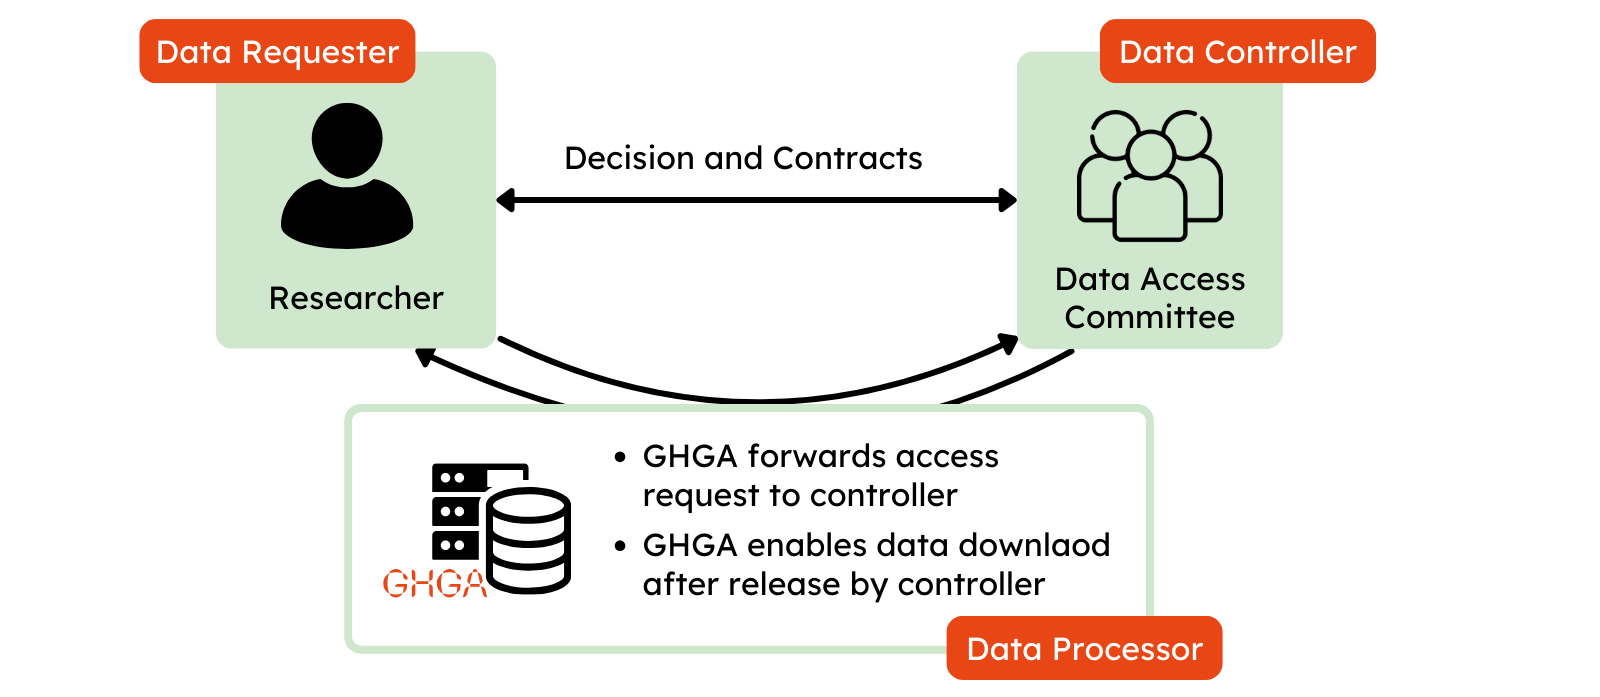 Data Requester
Data Controller
Decision and Contracts
Researcher
Data Access
Committee
• GHGA forwards access
request to controller
• GHGA enables data downlaod
after release by controller
GHGA
Data Processor